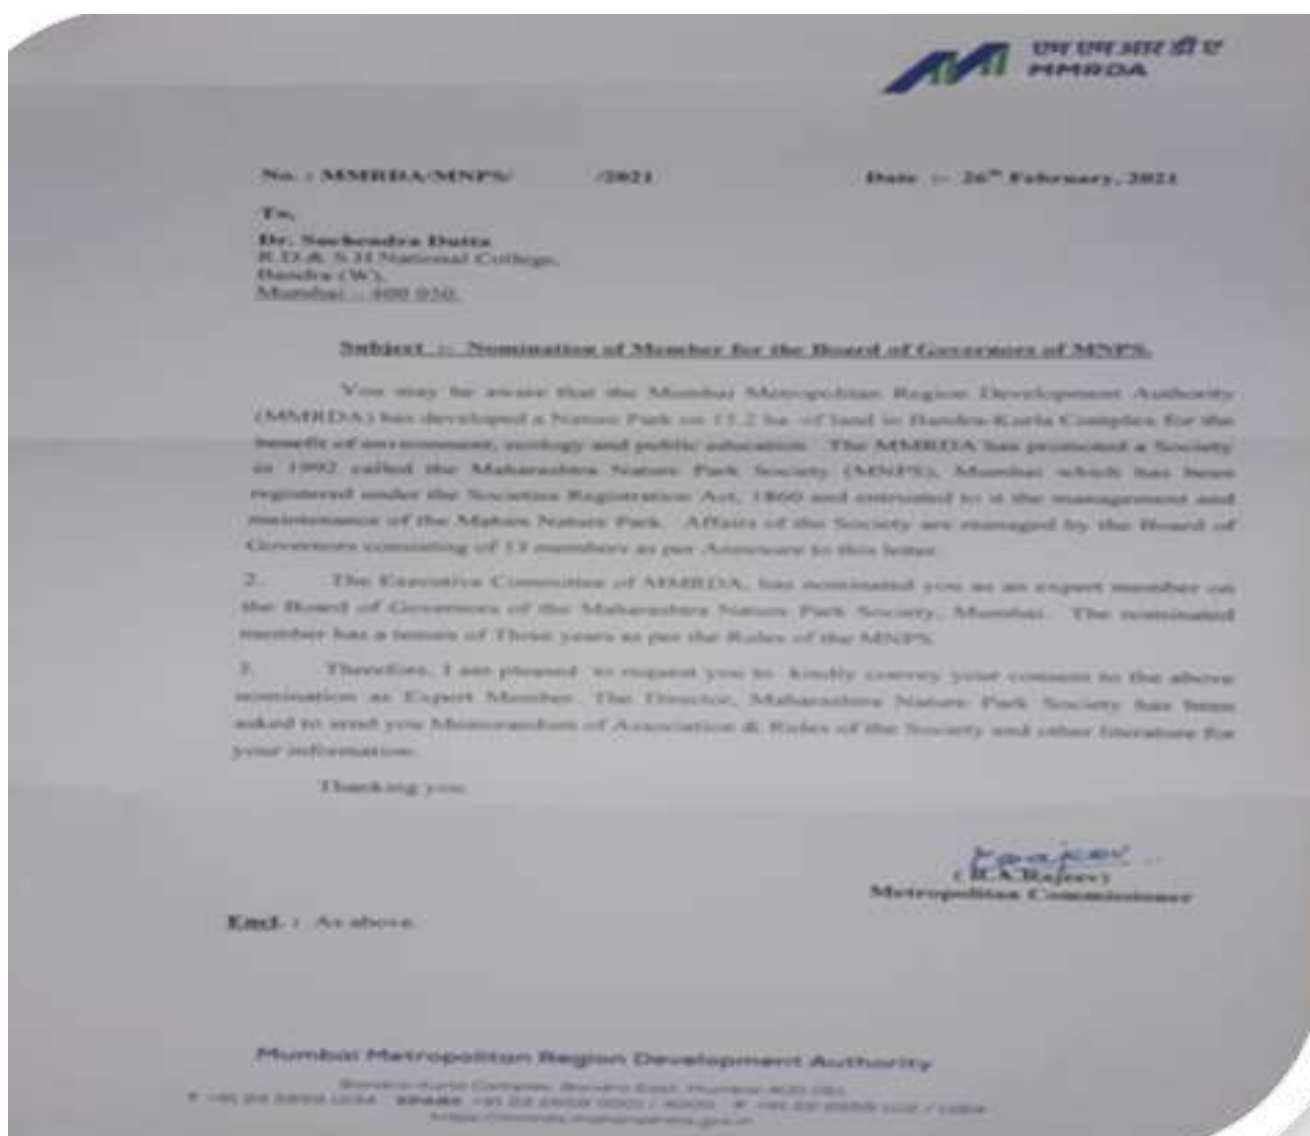 एम एम आर डी ए
MMRDA
No. : MMRDA/MNPS/ /2021 Date :- 26th February, 2021
To,
Dr. Suchendra Dutta
R.D.& S.H National College,
Bandra (W),
Mumbai – 400 050.
Subject :- Nomination of Member for the Board of Governors of MNPS.
You may be aware that the Mumbai Metropolitan Region Development Authority
(MMRDA) has developed a Nature Park on ha. of land in Bandra-Kurla Complex for the
benefit of environment, ecology and public education. The MMRDA has promoted a Society
in 1992 called the Maharashtra Nature Park Society (MNPS), Mumbai which has been
registered under the Societies Registration Act, 1860 and entrusted to it the management and
maintenance of the Mahim Nature Park. Affairs of the Society are managed by the Board of
Governors consisting of 13 members as per Annexure to this letter.
2. The Executive Committee of MMRDA, has nominated you as an expert member on
the Board of Governors of the Maharashtra Nature Park Society, Mumbai. The nominated
member has a tenure of Three years as per the Rules of the MNPS.
3. Therefore, I am pleased to request you to kindly convey your consent to the above
nomination as Expert Member. The Director, Maharashtra Nature Park Society has been
asked to send you Memorandum of Association & Rules of the Society and other literature for
your information.
Thanking you.
( R.A.Rajeev)
Metropolitan Commissioner
Encl. : As above.
Mumbai Metropolitan Region Development Authority
Bandra-Kurla Complex, Bandra East, Mumbai 400 051.